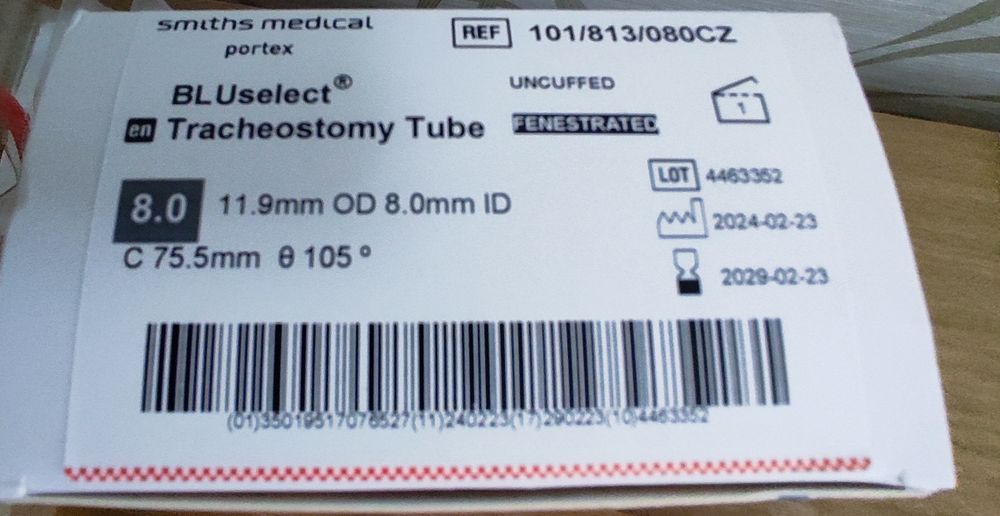 smiths medical
portex
REF 101/813/080CZ
BLUselect®
UNCUFFED
1
en Tracheostomy Tube
FENESTRATED
LOT 4463352
8.0 11.9mm OD 8.0mm ID
2024-02-23
C 75.5mm θ 105 °
2029-02-23
(01)35019517076527(11)240223(17)290223(10)4463352